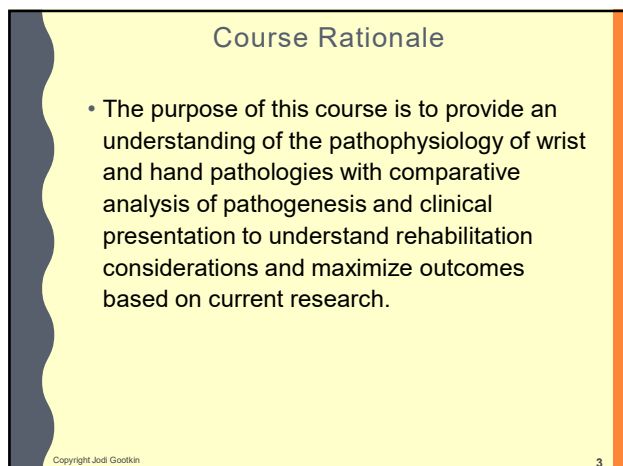 Course Rationale
• The purpose of this course is to provide an
understanding of the pathophysiology of wrist
and hand pathologies with comparative
analysis of pathogenesis and clinical
presentation to understand rehabilitation
considerations and maximize outcomes
based on current research.
Copyright Jodi Gootkin
3